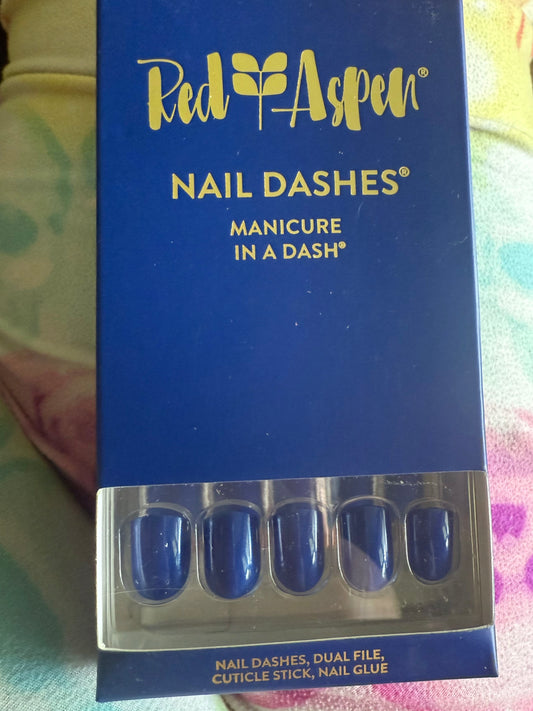 Red Aspen®
NAIL DASHES®
MANICURE
IN A DASH®
NAIL DASHES, DUAL FILE,
CUTICLE STICK, NAIL GLUE